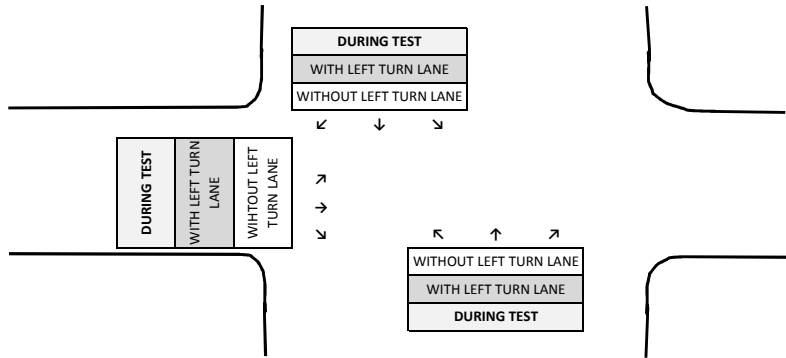 DURING TEST
WITH LEFT TURN LANE
WITHOUT LEFT TURN LANE
↙ ↓ ↘
DURING TEST
WITH LEFT TURN
LANE
WIHTOUT LEFT
TURN LANE
↗
→
↘
↖ ↑ ↗
WITHOUT LEFT TURN LANE
WITH LEFT TURN LANE
DURING TEST